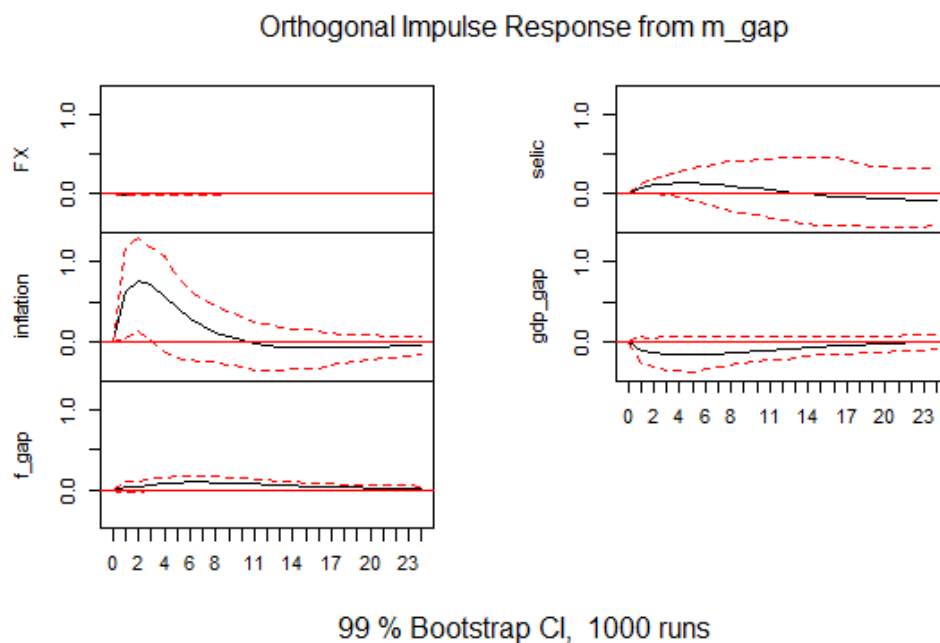 Orthogonal Impulse Response from m_gap
FX
0.0 1.0
inflation
0.0 1.0
f_gap
0.0 1.0
0 2 4 6 8 11 14 17 20 23
selic
0.0 1.0
gdp_gap
0.0 1.0
0 2 4 6 8 11 14 17 20 23
99 % Bootstrap CI, 1000 runs